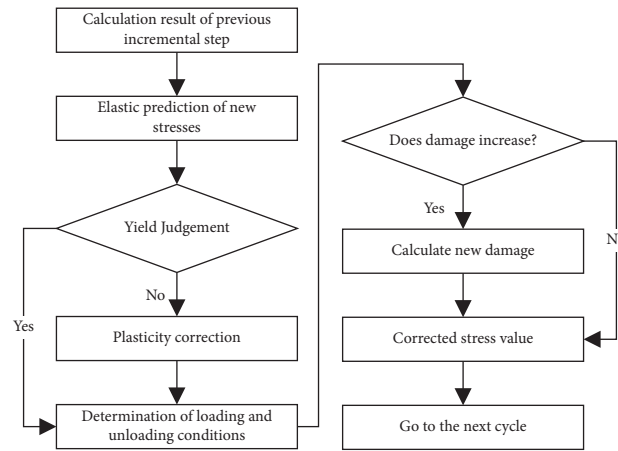 Calculation result of previous
incremental step
Elastic prediction of new
stresses
Yield Judgement
No
Yes
Plasticity correction
Determination of loading and
unloading conditions
Does damage increase?
Yes
N
Calculate new damage
Corrected stress value
Go to the next cycle